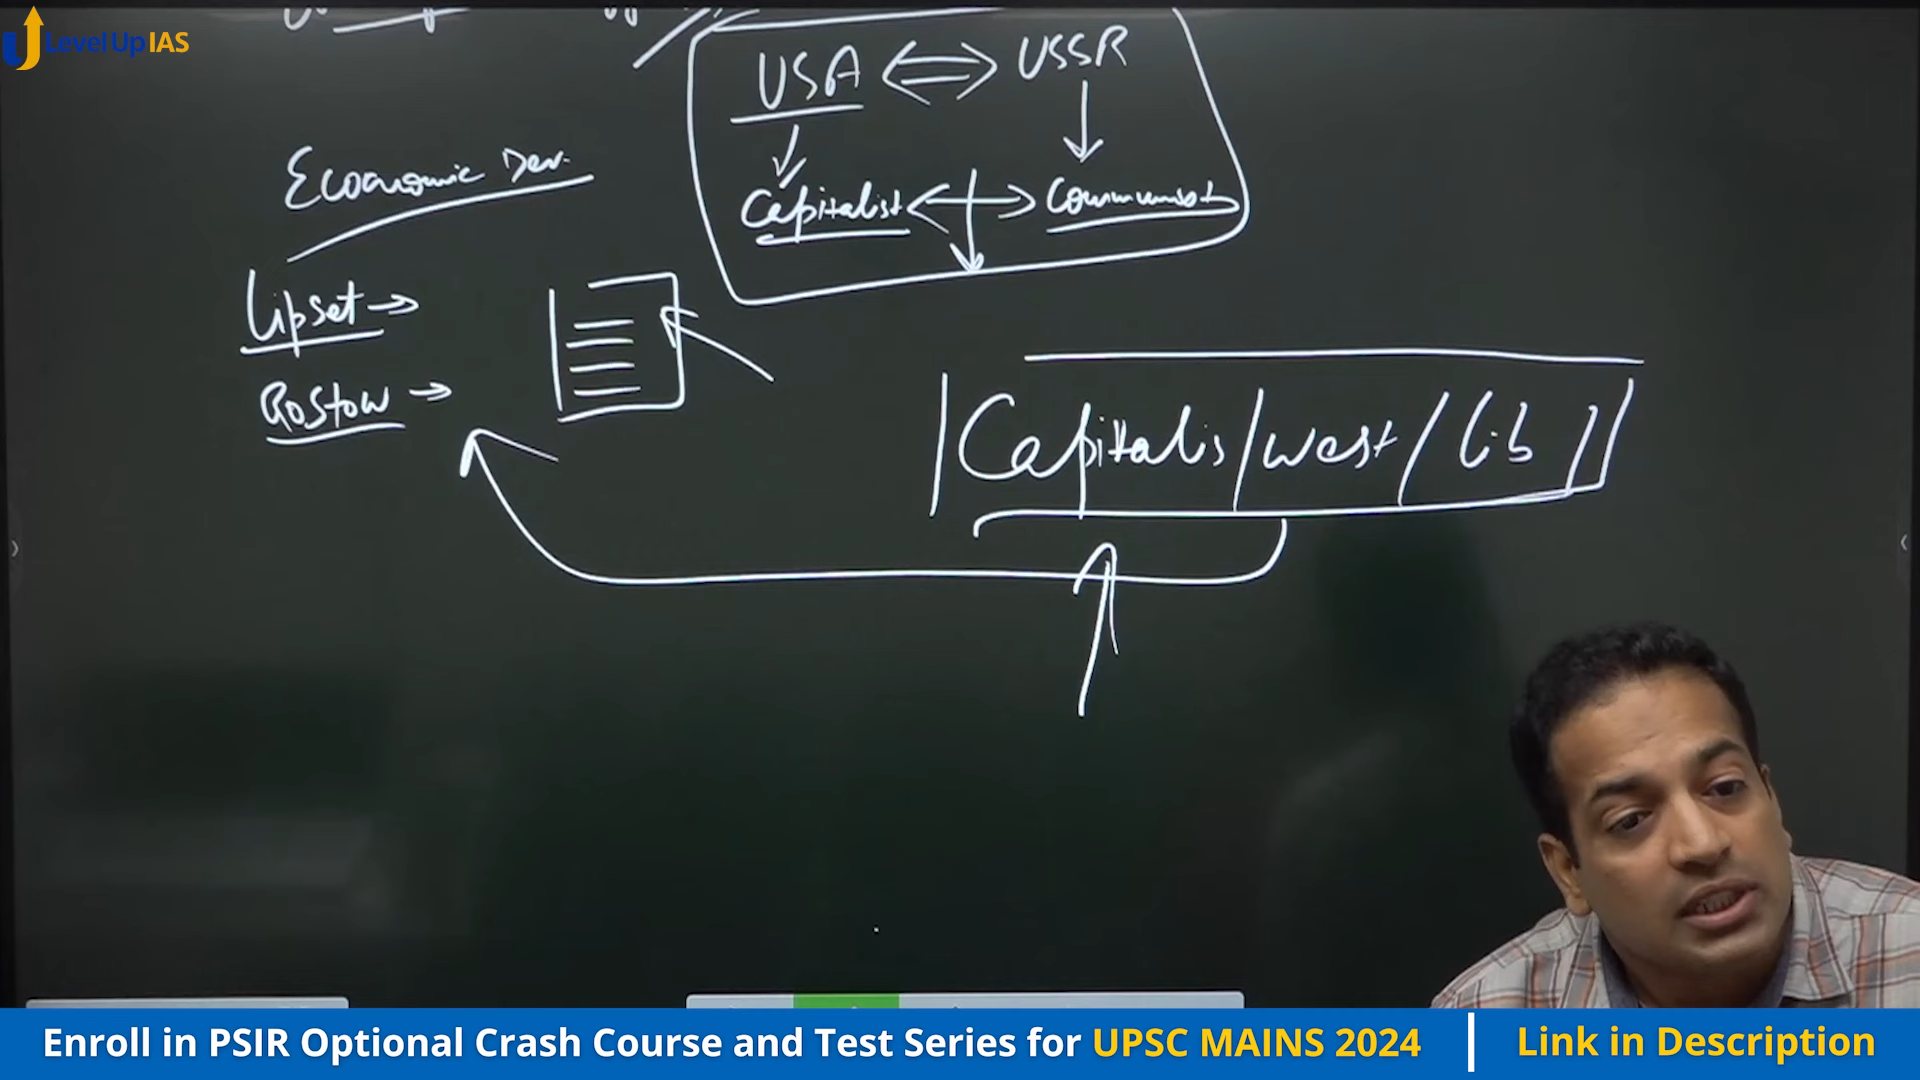 Level Up IAS
USA ⇔ USSR
Economic Dev.
Capitalist ↔ Communist
Lipset →
Rostow →
|Capitalis/West/Lib//
Enroll in PSIR Optional Crash Course and Test Series for UPSC MAINS 2024 | Link in Description